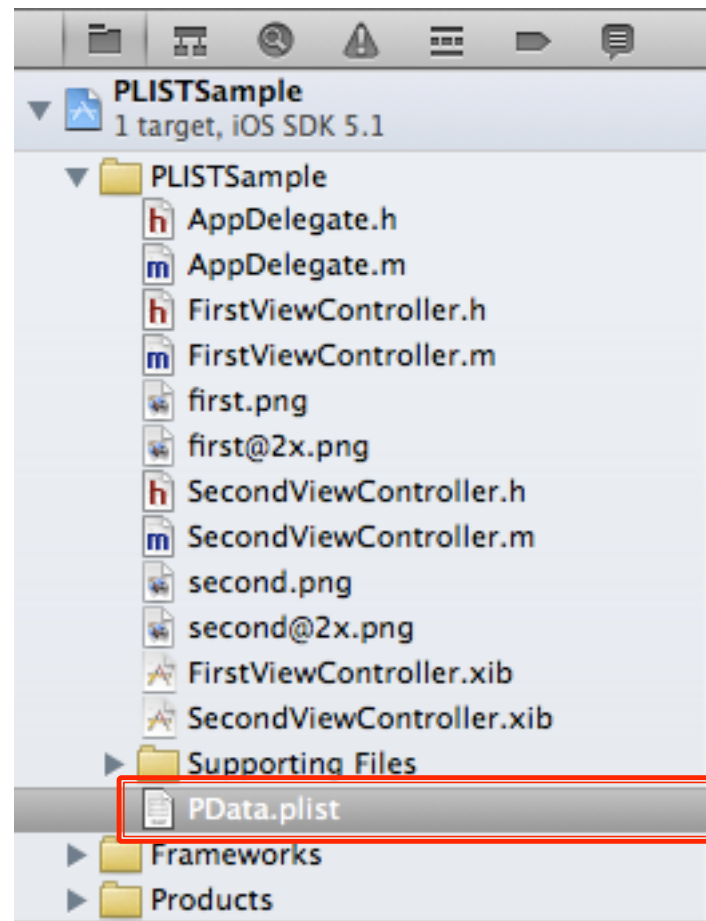 PLISTSample
1 target, iOS SDK 5.1
PLISTSample
h AppDelegate.h
m AppDelegate.m
h FirstViewController.h
m FirstViewController.m
first.png
first@2x.png
h SecondViewController.h
m SecondViewController.m
second.png
second@2x.png
FirstViewController.xib
SecondViewController.xib
Supporting Files
PData.plist
Frameworks
Products